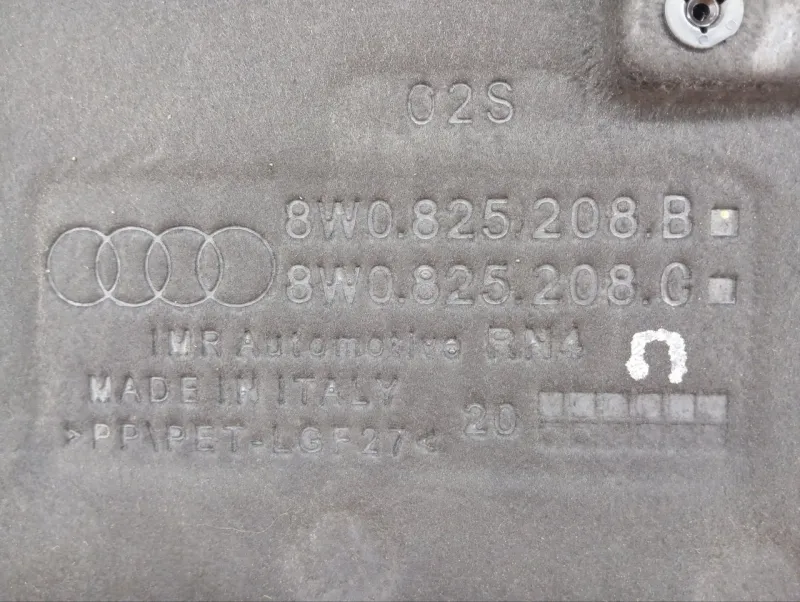 02S
8W0.825.208.B
8W0.825.208.C
IMR Automotive RN4
MADE IN ITALY
20
>PP\PET-LGF27<